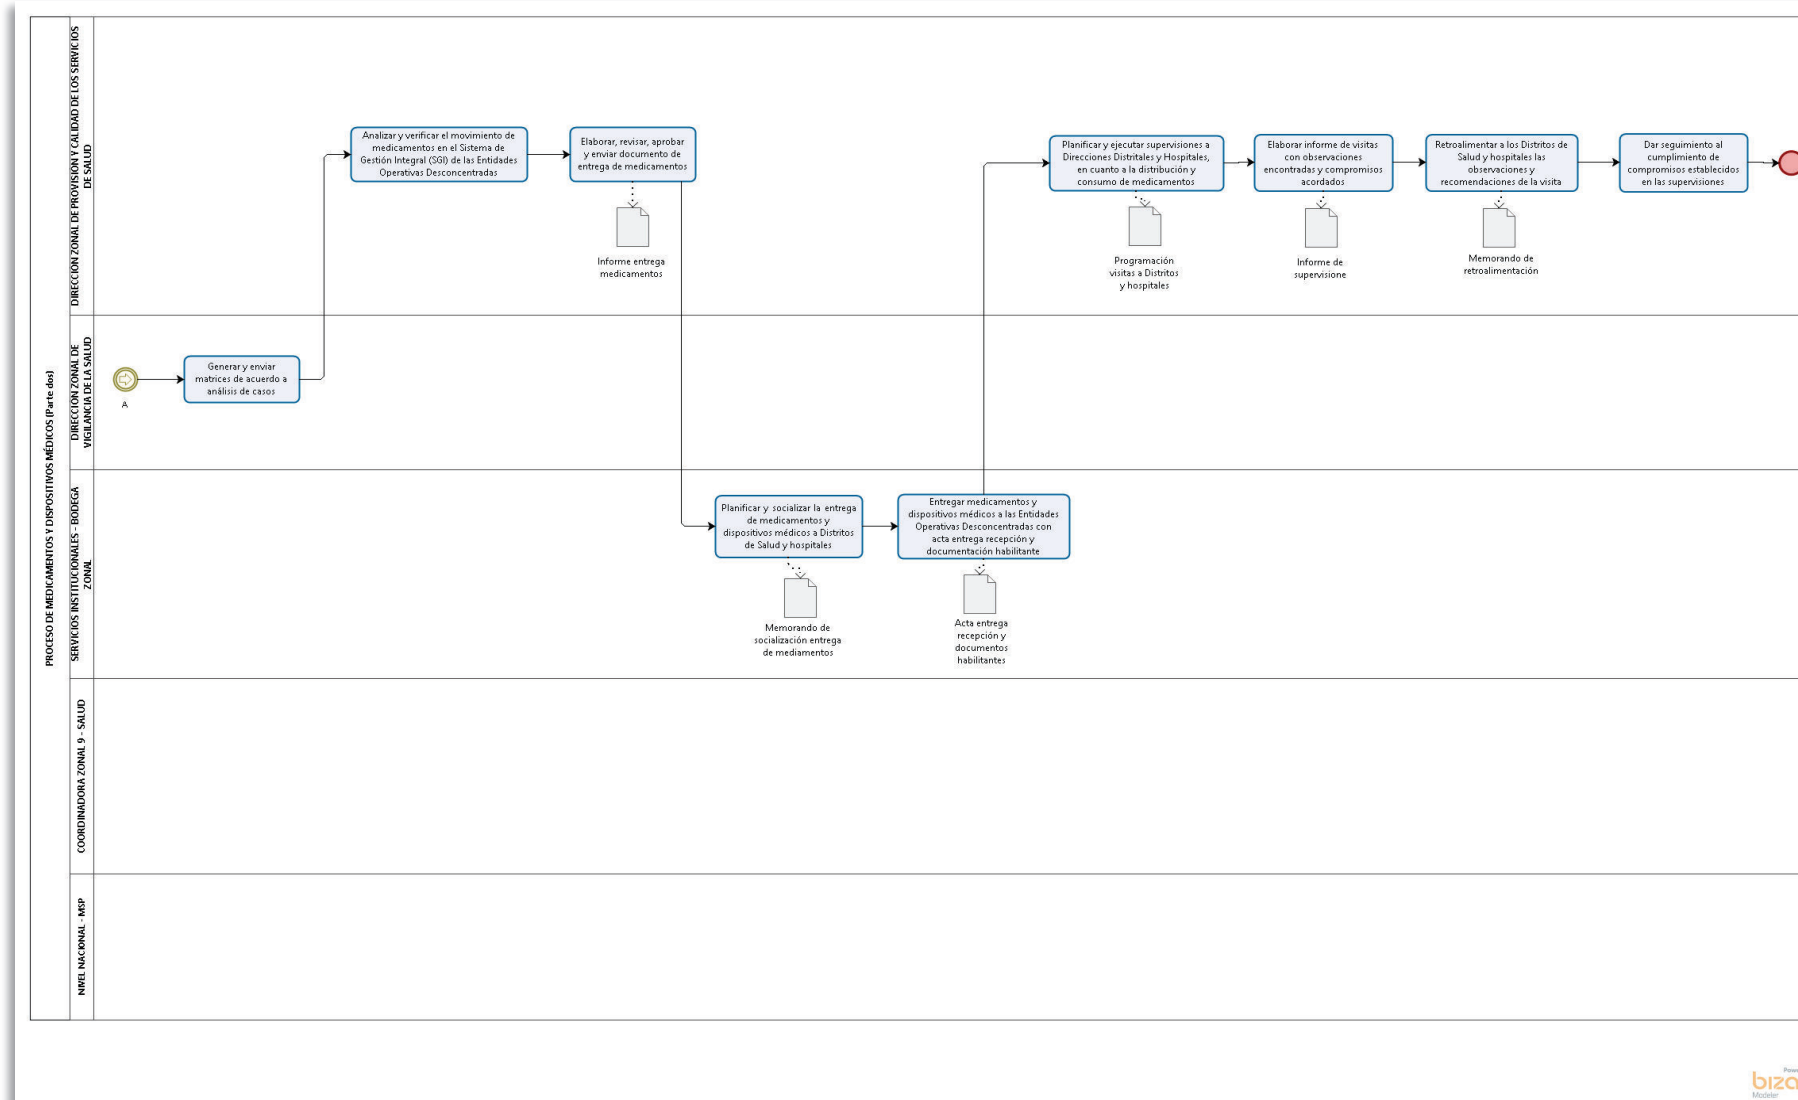 PROCESO DE MEDICAMENTOS Y DISPOSITIVOS MÉDICOS (Parte dos)
DIRECCION ZONAL DE PROVISION Y CALIDAD DE LOS SERVICIOS
DE SALUD
Analizar y verificar el movimiento de
medicamentos en el Sistema de
Gestión Integral (SGI) de las Entidades
Operativas Desconcentradas
Elaborar, revisar, aprobar
y enviar documento de
entrega de medicamentos
Informe entrega
medicamentos
Planificar y ejecutar supervisiones a
Direcciones Distritales y Hospitales,
en cuanto a la distribución y
consumo de medicamentos
Programación
visitas a Distritos
y hospitales
Elaborar informe de visitas
con observaciones
encontradas y compromisos
acordados
Informe de
supervisione
Retroalimentar a los Distritos de
Salud y hospitales las
observaciones y
recomendaciones de la visita
Memorando de
retroalimentación
Dar seguimiento al
cumplimiento de
compromisos establecidos
en las supervisiones
DIRECCION ZONAL DE
VIGILANCIA DE LA SALUD
A
Generar y enviar
matrices de acuerdo a
análisis de casos
SERVICIOS INSTITUCIONALES - BODEGA
ZONAL
Planificar y socializar la entrega
de medicamentos y
dispositivos médicos a Distritos
de Salud y hospitales
Memorando de
socialización entrega
de mediamentos
Entregar medicamentos y
dispositivos médicos a las Entidades
Operativas Desconcentradas con
acta entrega recepción y
documentación habilitante
Acta entrega
recepción y
documentos
habilitantes
COORDINADORA ZONAL 9 - SALUD
NIVEL NACIONAL - MSP
Modeler